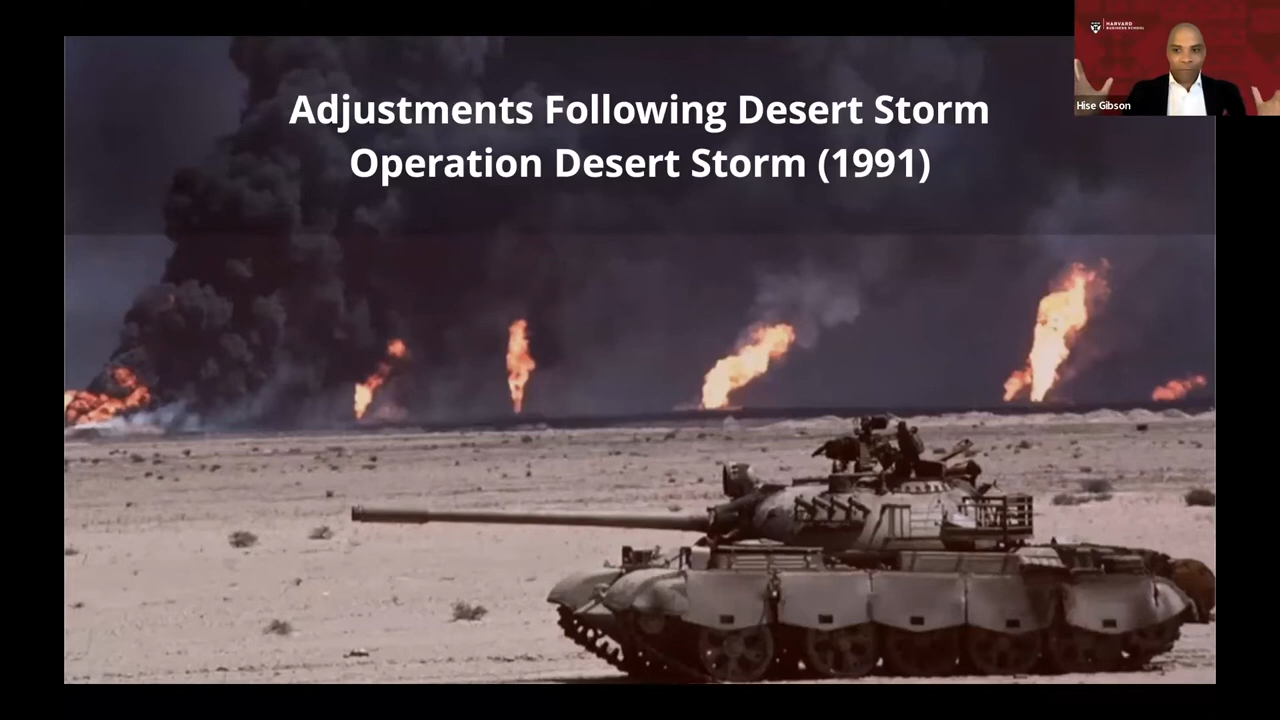 Adjustments Following Desert Storm
Operation Desert Storm (1991)
HARVARD
BUSINESS SCHOOL
Hise Gibson